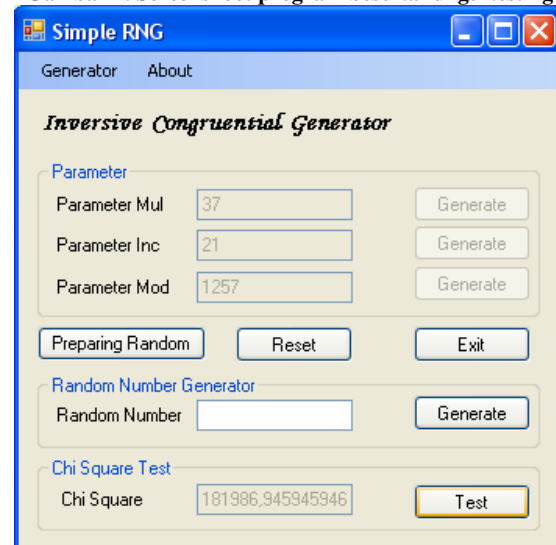 Simple RNG
Generator About
Inversive Congruential Generator
Parameter
Parameter Mul 37 Generate
Parameter Inc 21 Generate
Parameter Mod 1257 Generate
Preparing Random Reset Exit
Random Number Generator
Random Number Generate
Chi Square Test
Chi Square 181986,945945946 Test